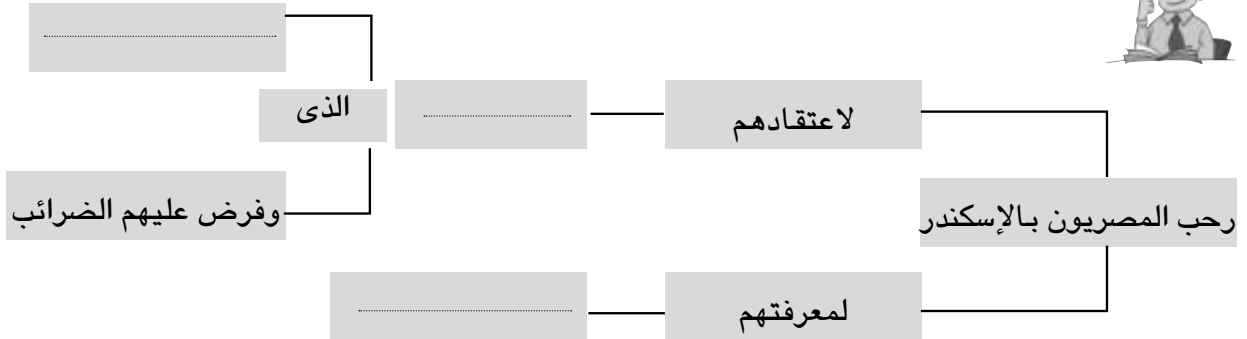 الذى
لاعتقادهم
وفرض عليهم الضرائب
رحب المصريون بالإسكندر
لمعرفتهم